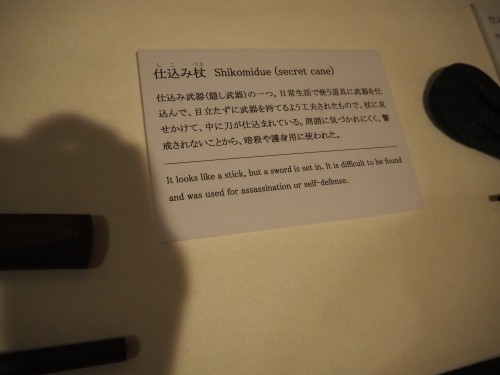 しこ づえ
仕込み杖 Shikomidue (secret cane)
仕込み武器(隠し武器)の一つ。日常生活で使う道具に武器を仕
込んで、目立たずに武器を持てるよう工夫されたもので、杖に見
せかけて、中に刀が仕込まれている。周囲に気づかれにくく、警
戒されないことから、暗殺や護身用に使われた。
It looks like a stick, but a sword is set in. It is difficult to be found
and was used for assassination or self-defense.